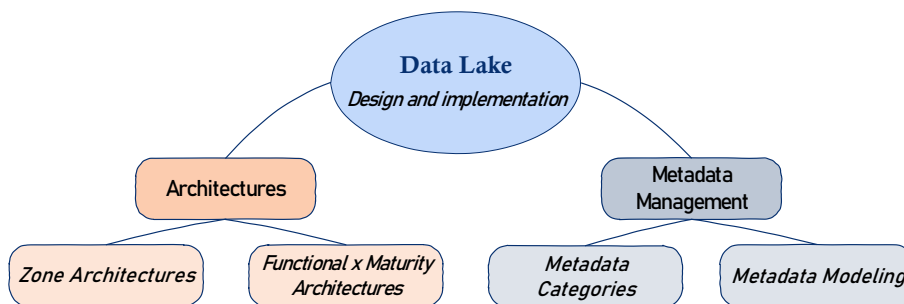 Data Lake
Design and implementation
Architectures
Metadata
Management
Zone Architectures
Functional x Maturity
Architectures
Metadata
Categories
Metadata Modeling